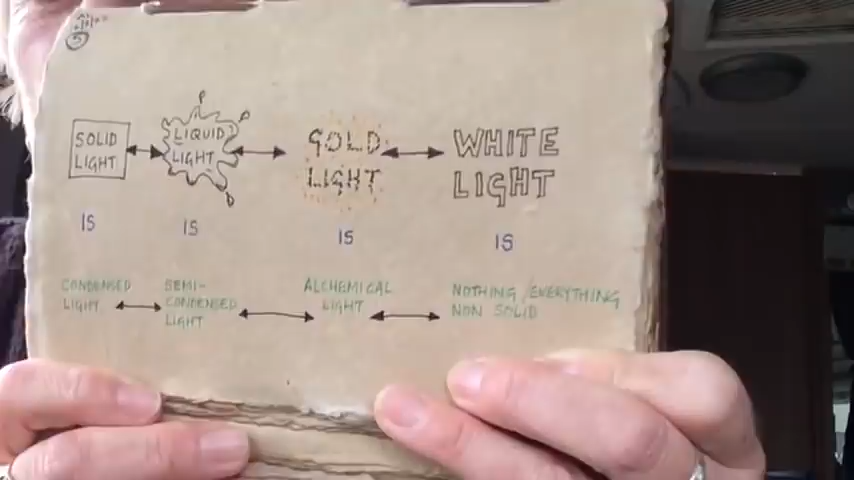 5
SOLID
LIGHT
LIQUID
LIGHT
GOLD
LIGHT
WHITE
LIGHT
IS
IS
IS
IS
CONDENSED
LIGHT
SEMI-
CONDENSED
LIGHT
ALCHEMICAL
LIGHT
NOTHING/EVERYTHING
NON SOLID